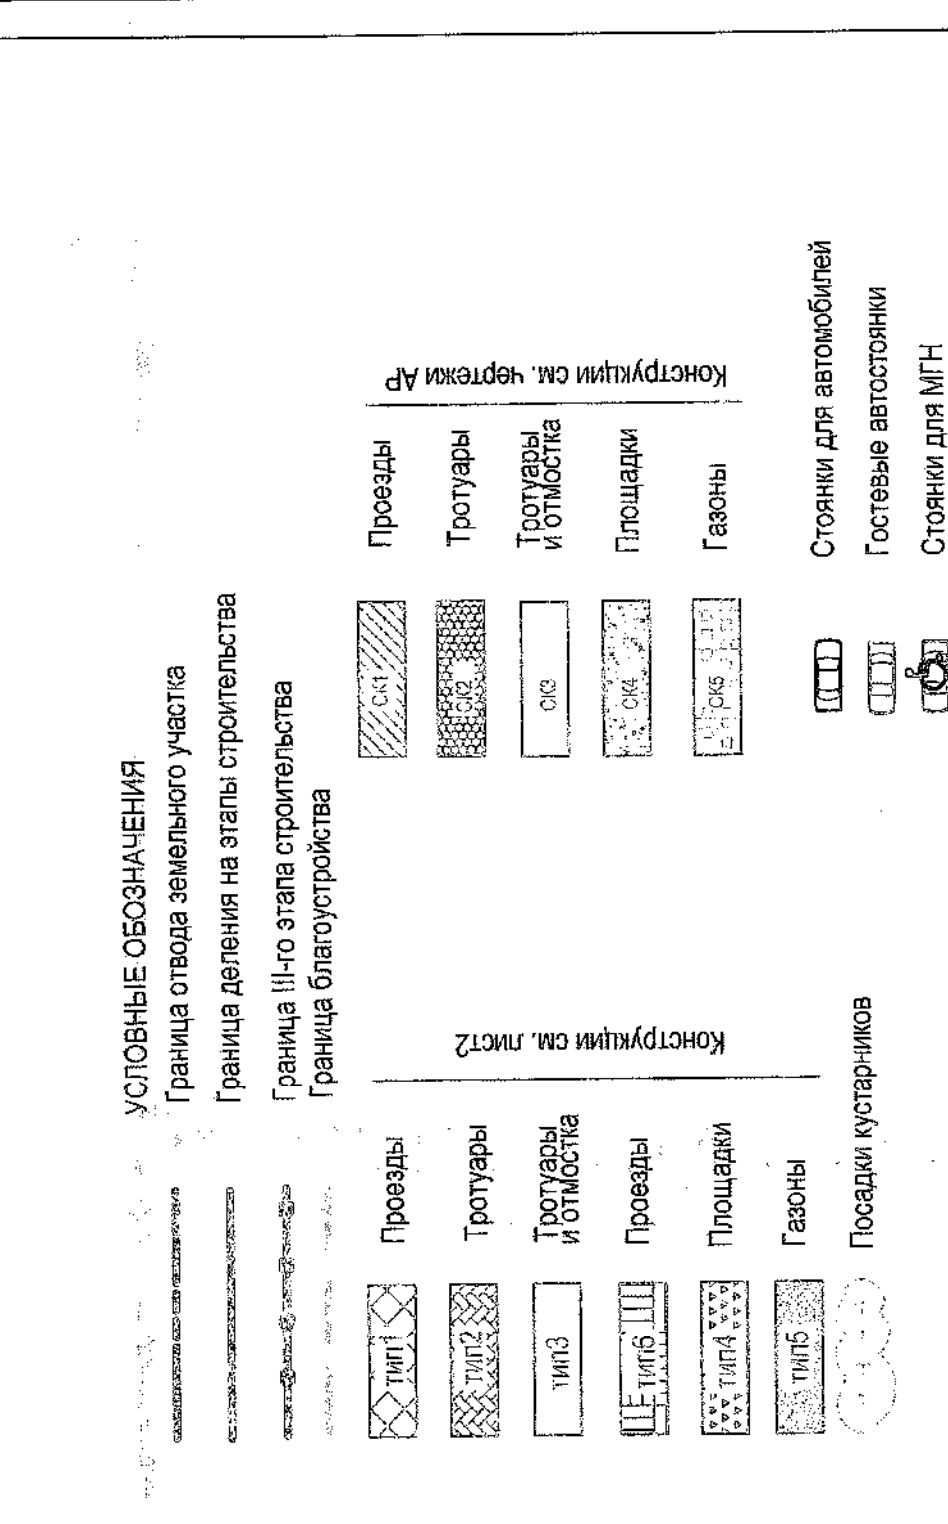 УСЛОВНЫЕ ОБОЗНАЧЕНИЯ
Граница отвода земельного участка
Граница деления на этапы строительства
Граница III-го этапа строительства
Граница благоустройства
тип1
Проезды
тип2
Тротуары
тип3
Тротуары
и отмостка
тип6
Проезды
тип4
Площадки
тип5
Газоны
Конструкции см. лист2
Посадки кустарников
СК1
Проезды
СК2
Тротуары
СК3
Тротуары
и отмостка
СК4
Площадки
СК5
Газоны
Конструкции см. чертежи АР
Стоянки для автомобилей
Гостевые автостоянки
Стоянки для МГН